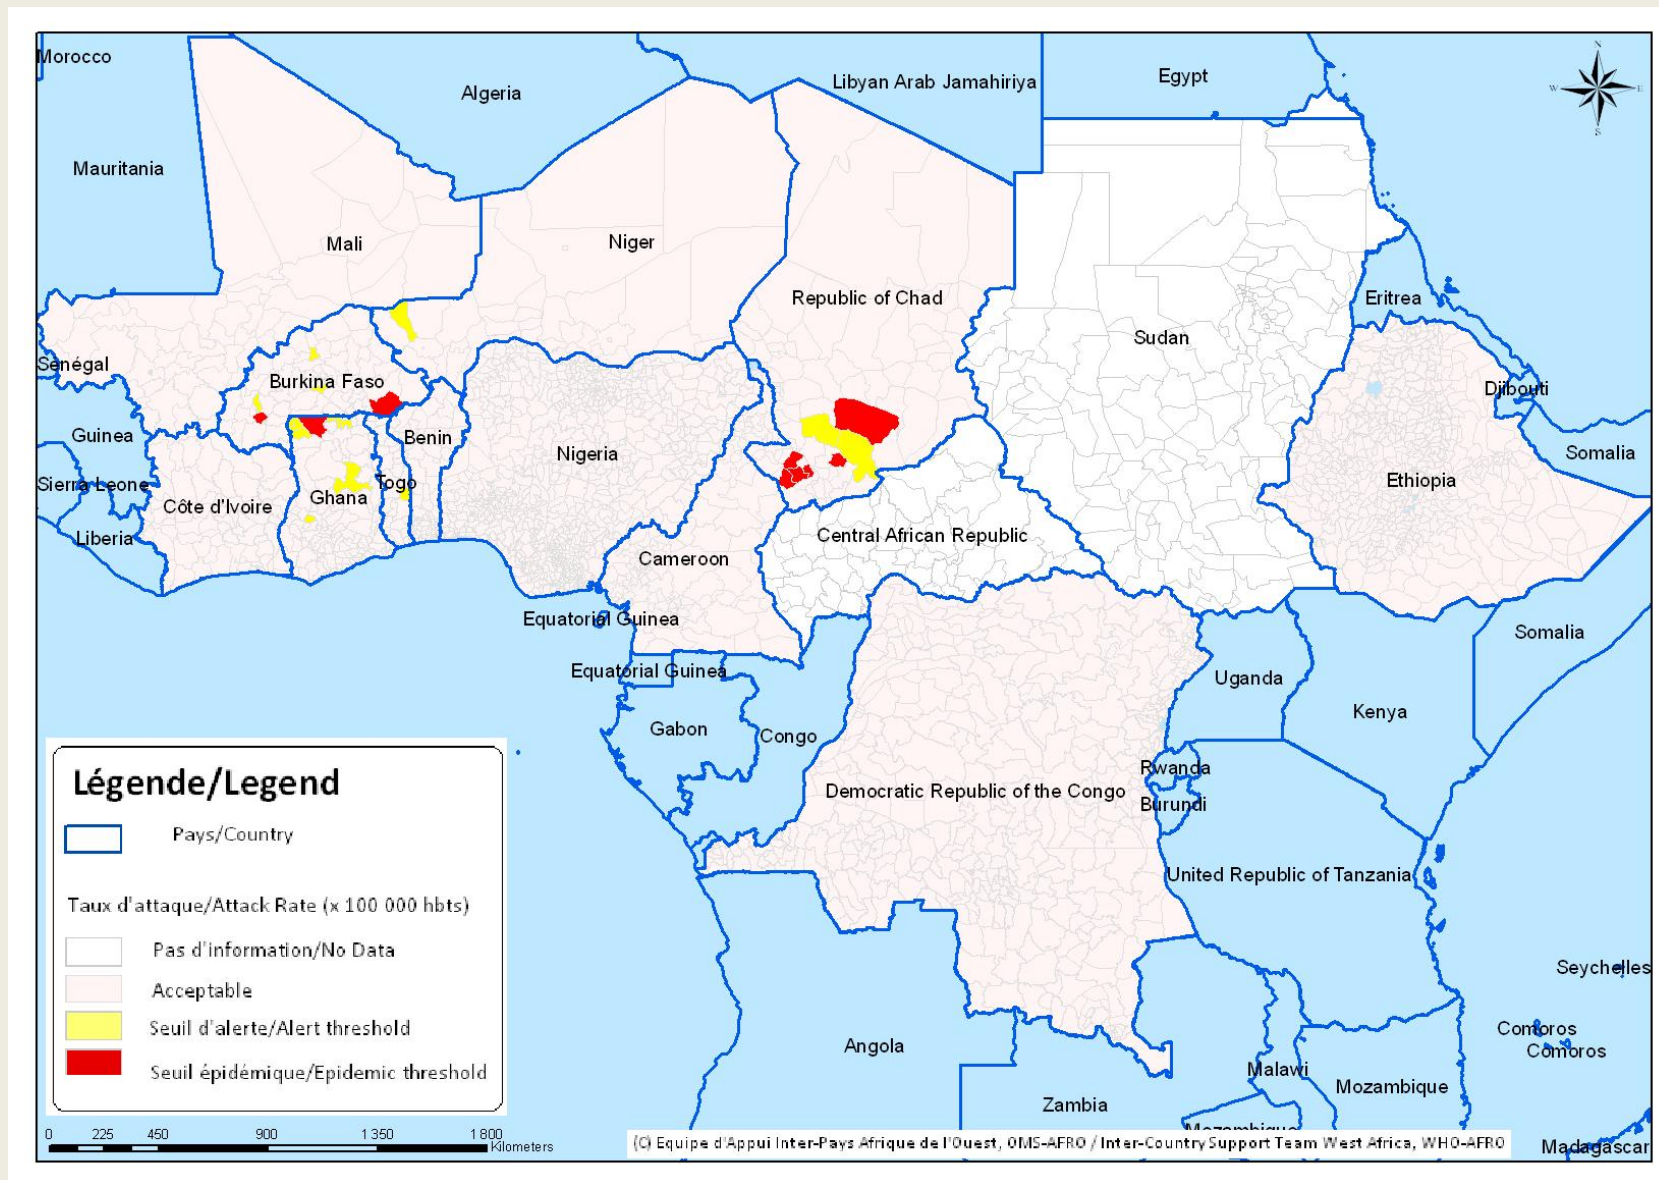 Morocco
Algeria
Libyan Arab Jamahiriya
Egypt
N
W
E
S
Mauritania
Mali
Niger
Republic of Chad
Eritrea
Sudan
Sénégal
Burkina Faso
Djibouti
Guinea
Benin
Nigeria
Somalia
Sierra Leone
Togo
Ghana
Côte d'Ivoire
Ethiopia
Liberia
Central African Republic
Cameroon
Equatorial Guinea
Somalia
Equatorial Guinea
Uganda
Kenya
Gabon
Congo
Rwanda
Democratic Republic of the Congo
Burundi
United Republic of Tanzania
Seychelles
Comoros
Comoros
Angola
Malawi
Mozambique
Zambia
Mozambique
Madagascar
Légende/Legend
Pays/Country
Taux d'attaque/Attack Rate (x 100 000 hbts)
Pas d'information/No Data
Acceptable
Seuil d'alerte/Alert threshold
Seuil épidémique/Epidemic threshold
0 225 450 900 1 350 1 800
Kilometers
(C) Equipe d'Appui Inter-Pays Afrique de l'Ouest, OMS-AFRO / Inter-Country Support Team West Africa, WHO-AFRO